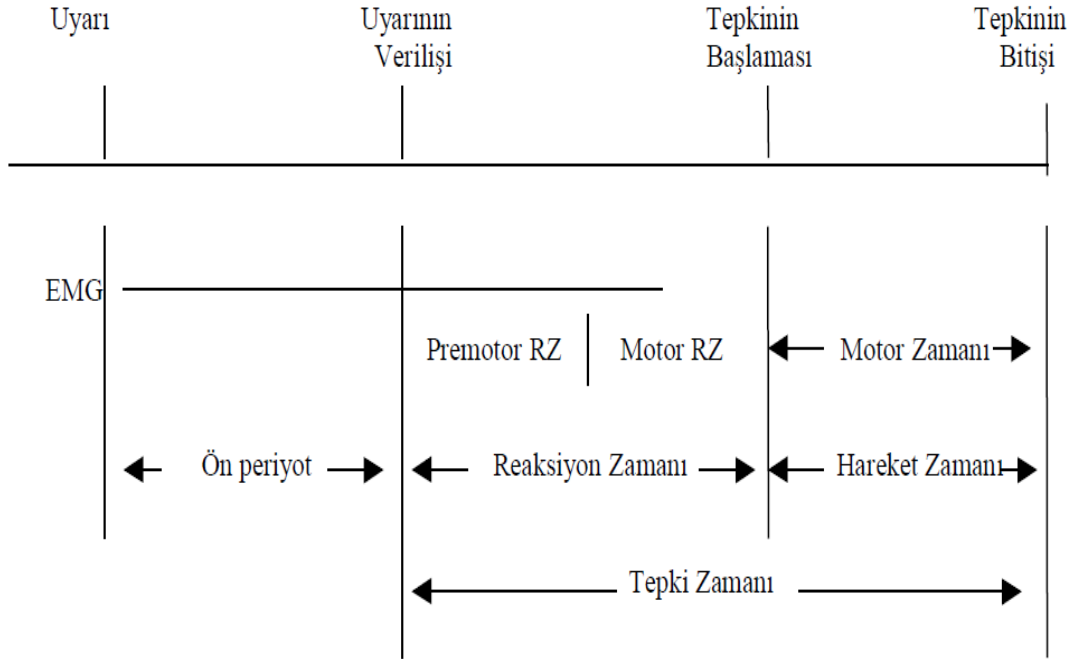 Uyarı
Uyarının
Verilişi
Tepkinin
Başlaması
Tepkinin
Bitişi
EMG
Premotor RZ
Motor RZ
Motor Zamanı
Ön periyot
Reaksiyon Zamanı
Hareket Zamanı
Tepki Zamanı